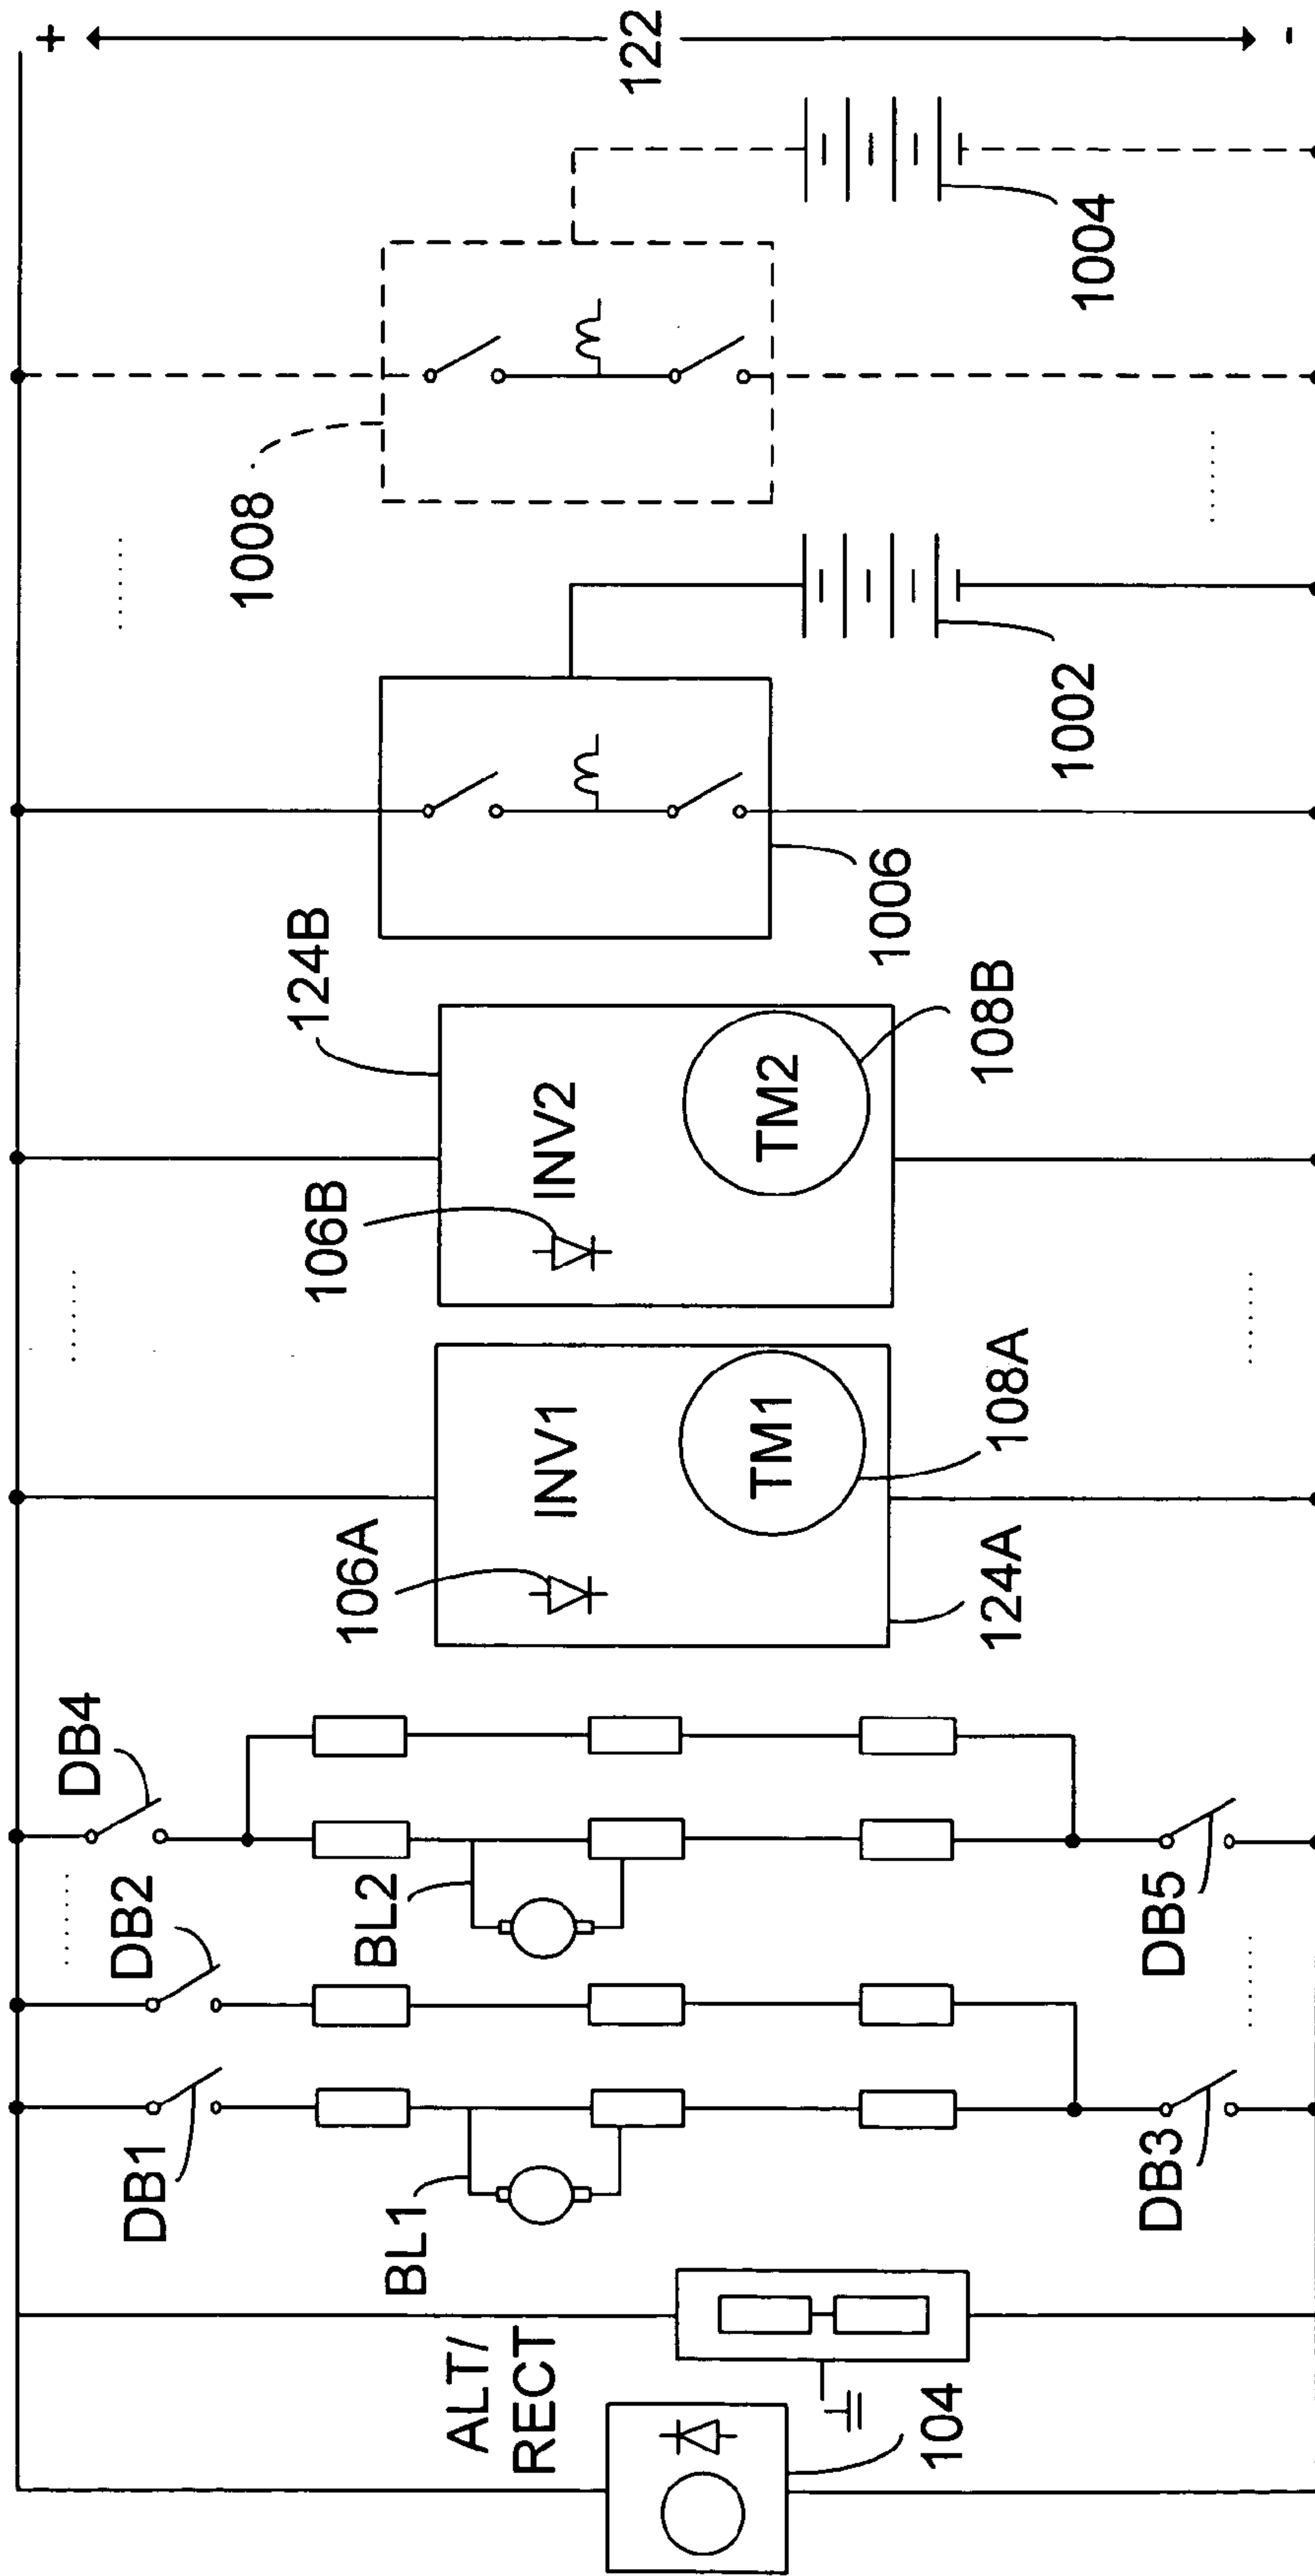 ALT/
RECT
104
BL1
DB1
DB2
DB3
BL2
DB4
DB5
106A
INV1
TM1
108A
124A
106B
124B
INV2
TM2
108B
1006
1002
1008
1004
+
122
-